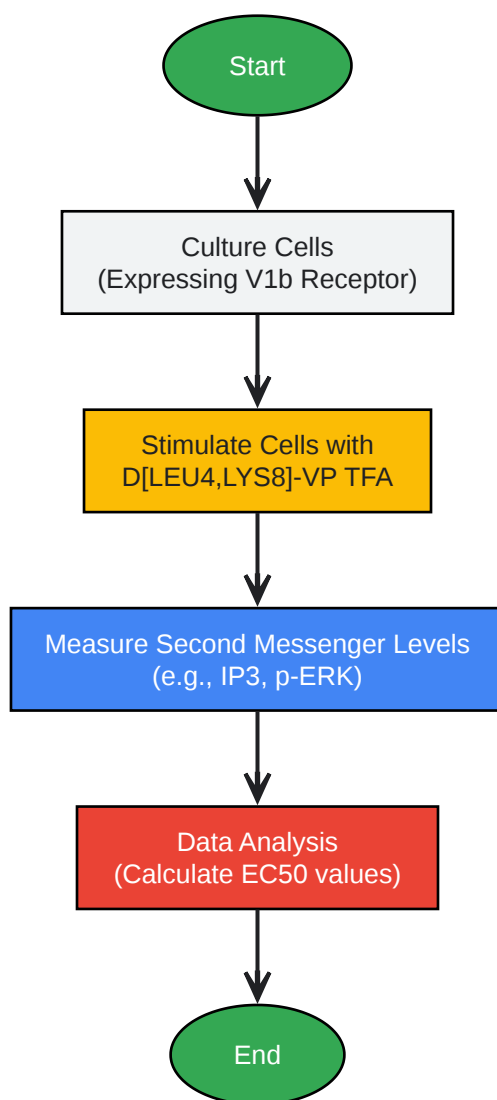 Start
Culture Cells
(Expressing V1b Receptor)
Stimulate Cells with
D[LEU4,LYS8]-VP TFA
Measure Second Messenger Levels
(e.g., IP3, p-ERK)
Data Analysis
(Calculate EC50 values)
End